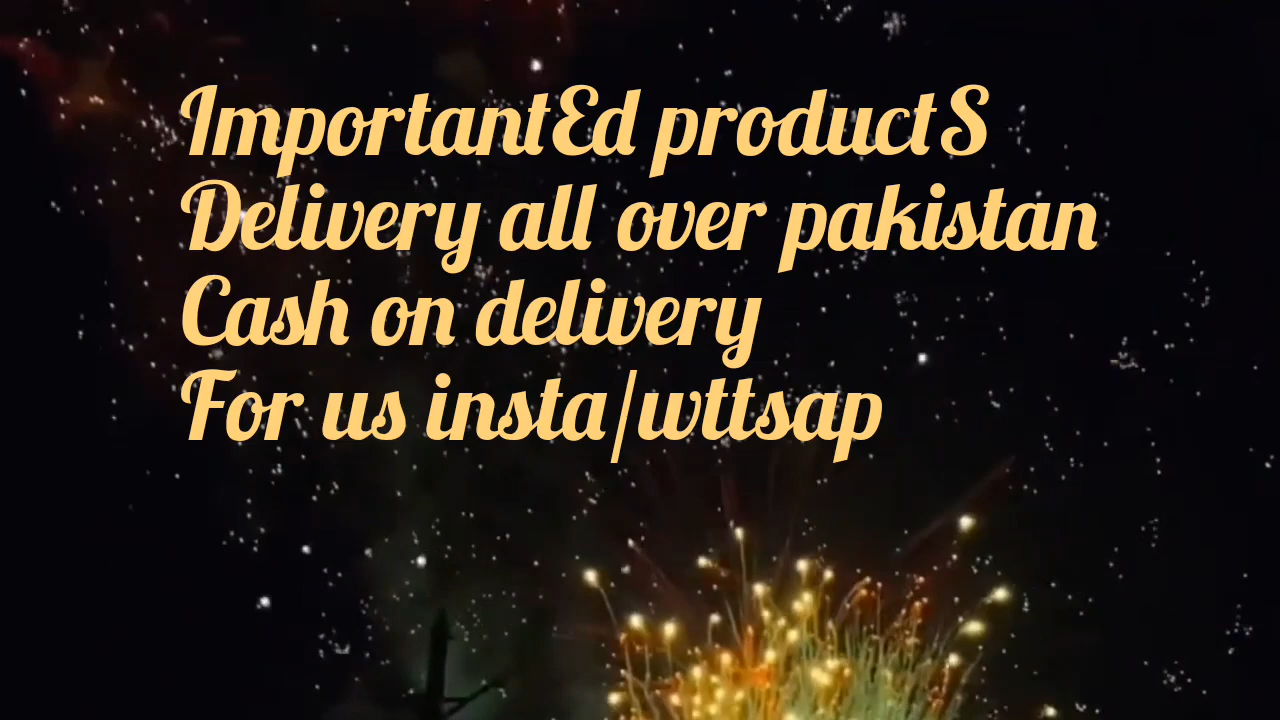 ImportantEd productS
Delivery all over pakistan
Cash on delivery
For us insta/wttsap